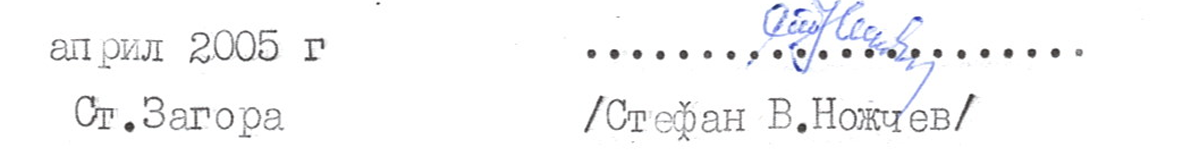 април 2005 г ......................
Ст.Загора /Стефан В.Ножчев/